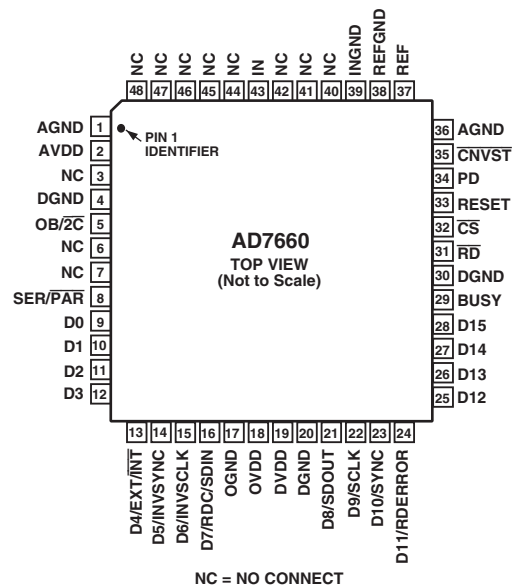 NC NC NC NC NC IN NC NC NC INGND REFGND REF
48 47 46 45 44 43 42 41 40 39 38 37
AGND 1
AVDD 2
NC 3
DGND 4
OB/2C 5
NC 6
NC 7
SER/PAR 8
D0 9
D1 10
D2 11
D3 12
PIN 1
IDENTIFIER
AD7660
TOP VIEW
(Not to Scale)
36 AGND
35 CNVST
34 PD
33 RESET
32 CS
31 RD
30 DGND
29 BUSY
28 D15
27 D14
26 D13
25 D12
13 14 15 16 17 18 19 20 21 22 23 24
D4/EXT/INT D5/INVSYNC D6/INVSCLK D7/RDC/SDIN OGND OVDD DVDD DGND D8/SDOUT D9/SCLK D10/SYNC D11/RDERROR
NC = NO CONNECT